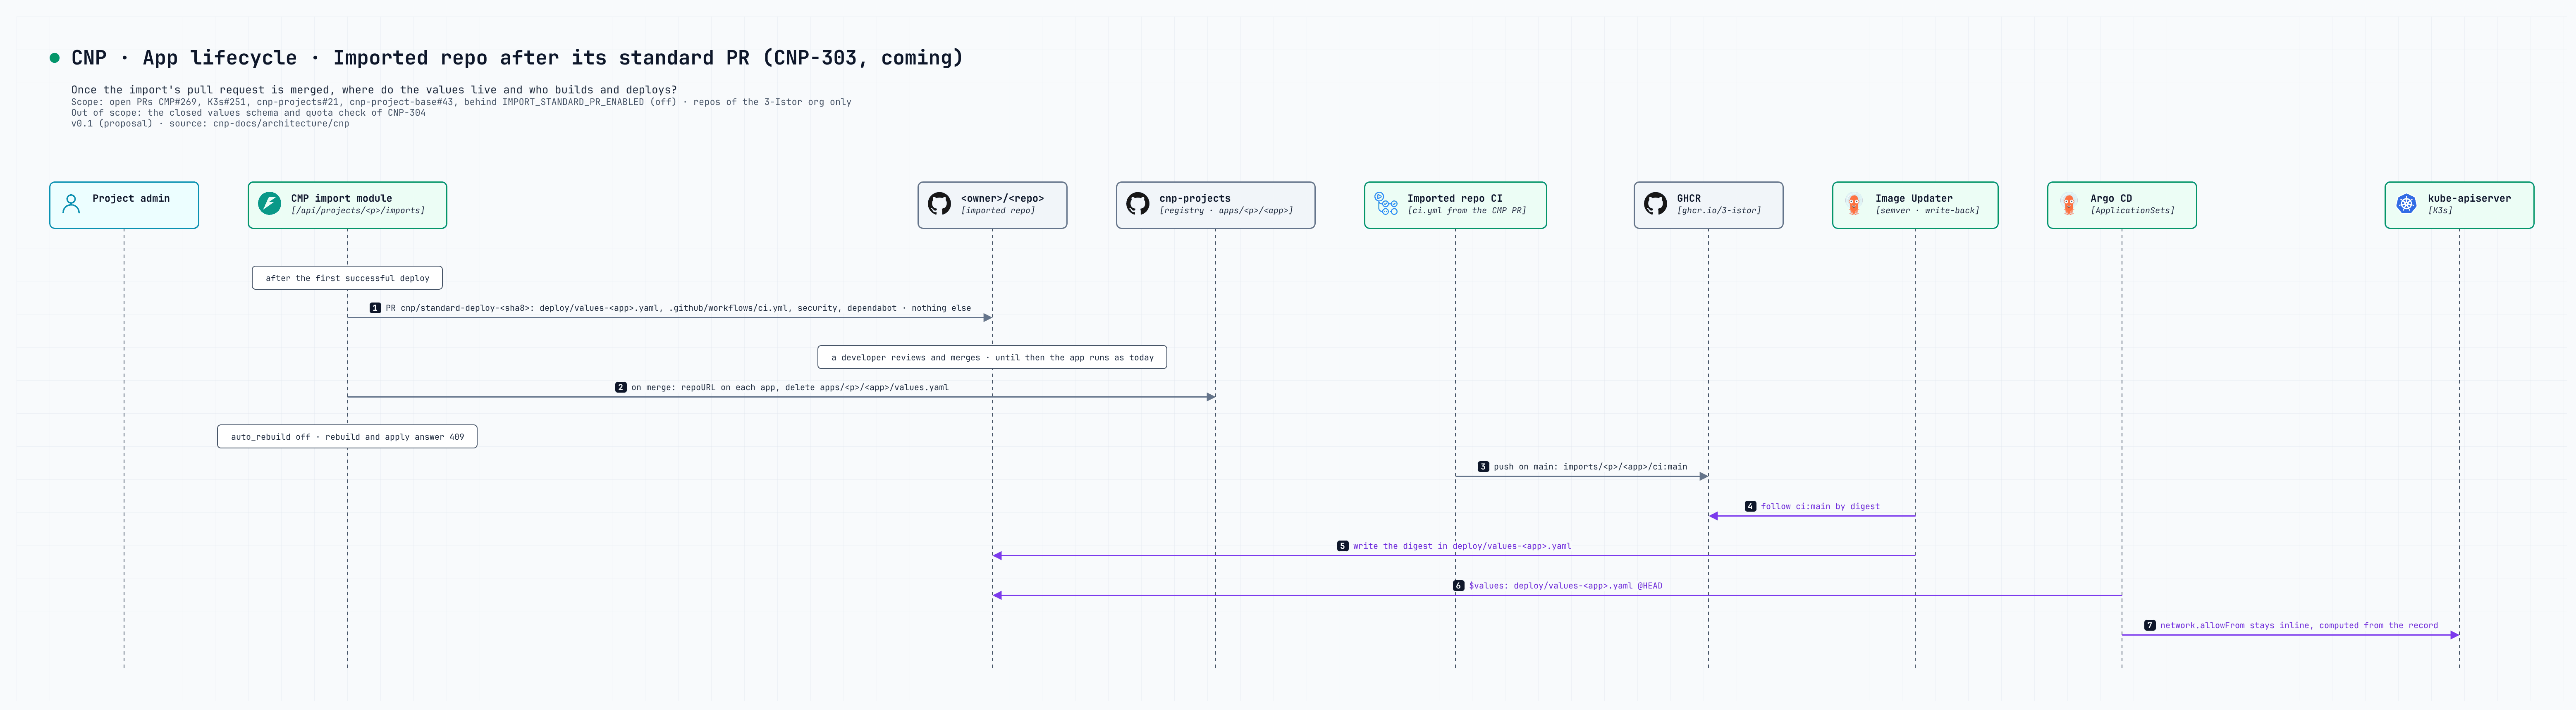 CNP · App lifecycle · Imported repo after its standard PR (CNP-303, coming)
Once the import's pull request is merged, where do the values live and who builds and deploys?
Scope: open PRs CMP#269, K3s#251, cnp-projects#21, cnp-project-base#43, behind IMPORT_STANDARD_PR_ENABLED (off) · repos of the 3-Istor org only
Out of scope: the closed values schema and quota check of CNP-304
v0.1 (proposal) · source: cnp-docs/architecture/cnp
Project admin
CMP import module
[/api/projects/<p>/imports]
<owner>/<repo>
[imported repo]
cnp-projects
[registry · apps/<p>/<app>]
Imported repo CI
[ci.yml from the CMP PR]
GHCR
[ghcr.io/3-istor]
Image Updater
[semver · write-back]
Argo CD
[ApplicationSets]
kube-apiserver
[K3s]
after the first successful deploy
1 PR cnp/standard-deploy-<sha8>: deploy/values-<app>.yaml, .github/workflows/ci.yml, security, dependabot · nothing else
a developer reviews and merges · until then the app runs as today
2 on merge: repoURL on each app, delete apps/<p>/<app>/values.yaml
auto_rebuild off · rebuild and apply answer 409
3 push on main: imports/<p>/<app>/ci:main
4 follow ci:main by digest
5 write the digest in deploy/values-<app>.yaml
6 $values: deploy/values-<app>.yaml @HEAD
7 network.allowFrom stays inline, computed from the record